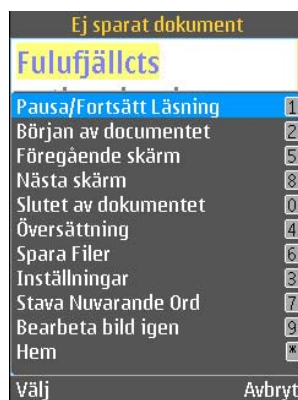 Ej sparat dokument
Fulufjällcts
Pausa/Fortsätt Läsning 1
Början av documentet 2
Föregående skärm 5
Nästa skärm 8
Slutet av dokumentet 0
Översättning 4
Spara Filer 6
Inställningar 3
Stava Nuvarande Ord 7
Bearbeta bild igen 9
Hem *
Välj Avbryt